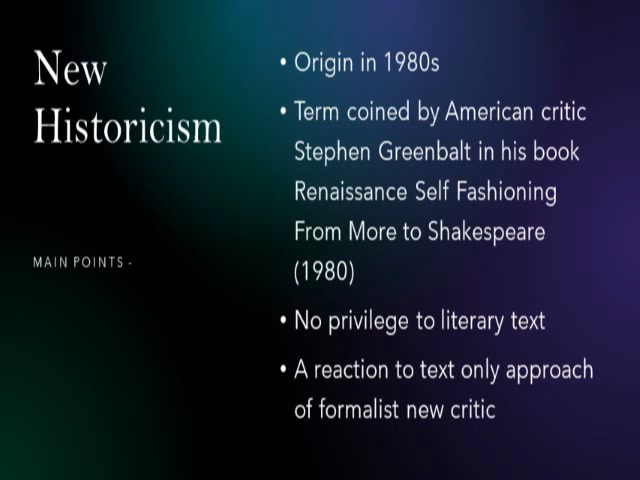 New
Historicism
MAIN POINTS -
• Origin in 1980s
• Term coined by American critic
Stephen Greenbalt in his book
Renaissance Self Fashioning
From More to Shakespeare
(1980)
• No privilege to literary text
• A reaction to text only approach
of formalist new critic